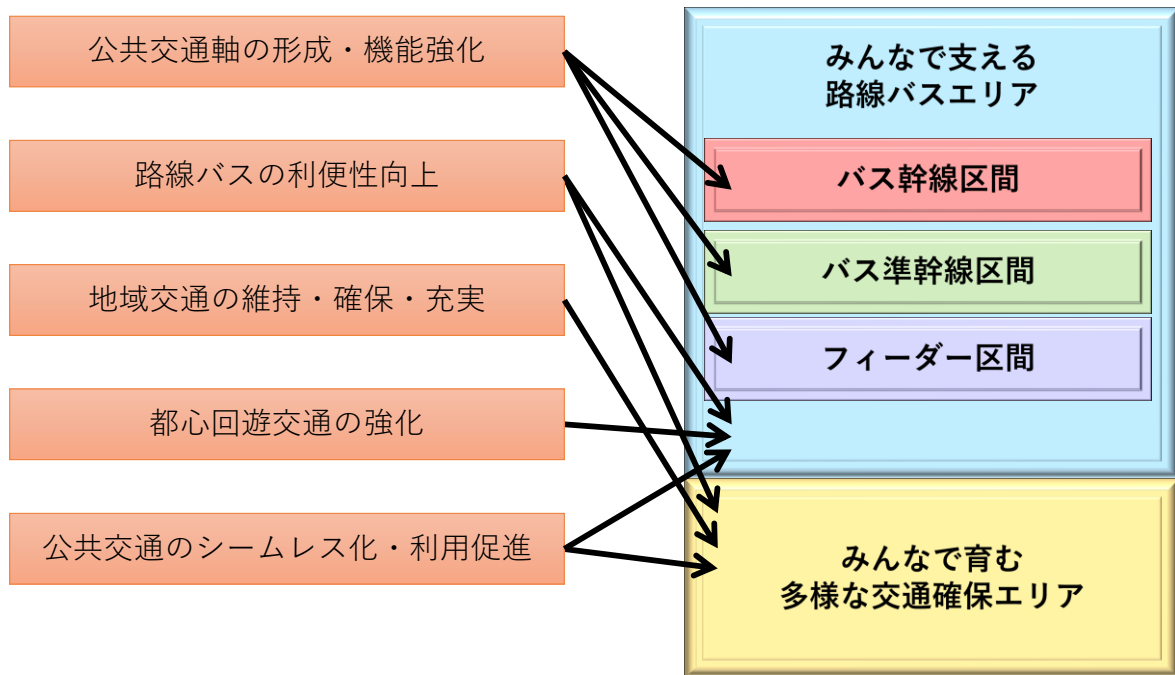 公共交通軸の形成・機能強化
路線バスの利便性向上
地域交通の維持・確保・充実
都心回遊交通の強化
公共交通のシームレス化・利用促進
みんなで支える
路線バスエリア
バス幹線区間
バス準幹線区間
フィーダー区間
みんなで育む
多様な交通確保エリア